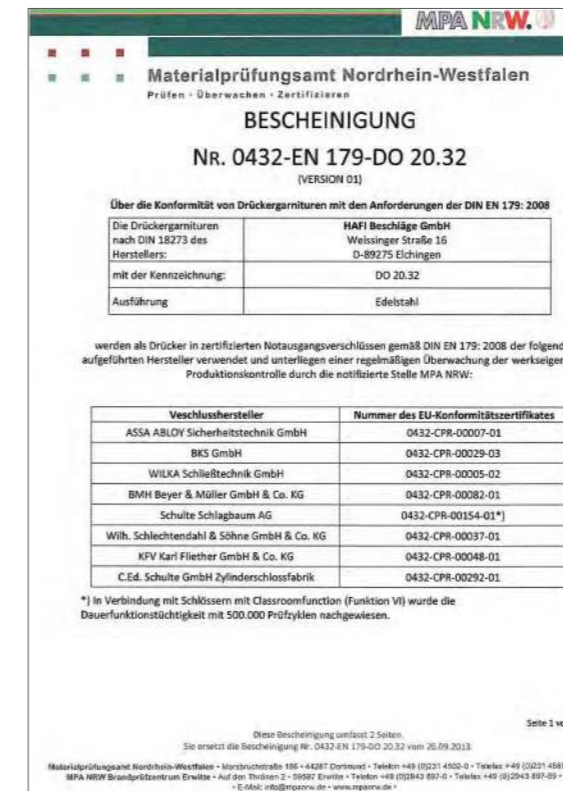 MPA NRW.
Materialprüfungsamt Nordrhein-Westfalen
Prüfen · Überwachen · Zertifizieren
BESCHEINIGUNG
NR. 0432-EN 179-DO 20.32
(VERSION 01)
Über die Konformität von Drückergarnituren mit den Anforderungen der DIN EN 179: 2008
Die Drückergarnituren nach DIN 18273 des Herstellers: HAFI Beschläge GmbH
Weissinger Straße 16
D-89275 Elchingen
mit der Kennzeichnung: DO 20.32
Ausführung Edelstahl
werden als Drücker in zertifizierten Notausgangsverschlüssen gemäß DIN EN 179: 2008 der folgend
aufgeführten Hersteller verwendet und unterliegen einer regelmäßigen Überwachung der werkseigen
Produktionskontrolle durch die notifizierte Stelle MPA NRW:
Veschlusshersteller Nummer des EU-Konformitätszertifikates
ASSA ABLOY Sicherheitstechnik GmbH 0432-CPR-00007-01
BKS GmbH 0432-CPR-00029-03
WILKA Schließtechnik GmbH 0432-CPR-00005-02
BMH Beyer & Müller GmbH & Co. KG 0432-CPR-00082-01
Schulte Schlagbaum AG 0432-CPR-00154-01*)
Wilh. Schlechtendahl & Söhne GmbH & Co. KG 0432-CPR-00037-01
KFV Karl Fliether GmbH & Co. KG 0432-CPR-00048-01
C.Ed. Schulte GmbH Zylinderschlossfabrik 0432-CPR-00292-01
*) In Verbindung mit Schlössern mit Classroomfunction (Funktion VI) wurde die
Dauerfunktionstüchtigkeit mit 500.000 Prüfzyklen nachgewiesen.
Seite 1 vo
Diese Bescheinigung umfasst 2 Seiten.
Sie ersetzt die Bescheinigung Nr. 0432-EN 179-DO 20.32 vom 26.09.2013.
Materialprüfungsamt Nordrhein-Westfalen • Marsbruchstraße 186 • 44287 Dortmund • Telefon +49 (0)231 4502-0 • Telefax +49 (0)231 458
MPA NRW Brandprüfzentrum Erwitte • Auf den Thränen 2 • 59597 Erwitte • Telefon +49 (0)2943 897-0 • Telefax +49 (0)2943 897-
• E-Mail: info@mpanrw.de • www.mpanrw.de •